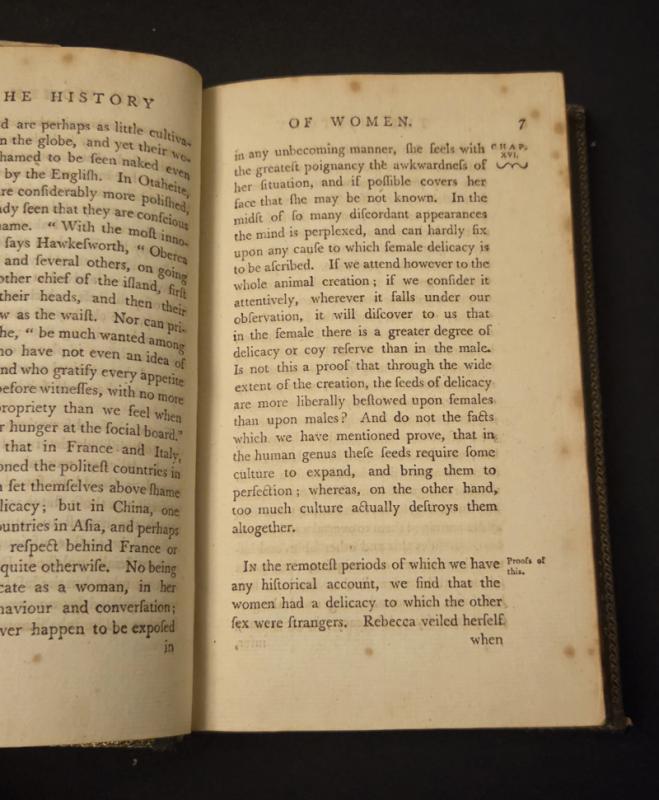 HE HISTORY
d are perhaps as little cultiva-
n the globe, and yet their wo-
hamed to be ſeen naked even
by the Engliſh. In Otaheite,
re conſiderably more poliſhed,
dy ſeen that they are conſcious
ame. “With the moſt inno-
ſays Hawkeſworth, “Oberea
and ſeveral others, on going
other chief of the iſland, firſt
their heads, and then their
w as the waiſt. Nor can pri-
he, “be much wanted among
ho have not even an idea of
nd who gratify every appetite
before witneſſes, with no more
ropriety than we feel when
r hunger at the ſocial board.”
that in France and Italy,
oned the politeſt countries in
n ſet themſelves above ſhame
licacy; but in China, one
ountries in Aſia, and perhaps
reſpect behind France or
quite otherwiſe. No being
cate as a woman, in her
haviour and converſation;
ver happen to be expoſed
in
OF WOMEN. 7
in any unbecoming manner, ſhe feels with
CHAP.
XVI.
the greateſt poignancy the awkwardneſs of
her ſituation, and if poſſible covers her
face that ſhe may be not known. In the
midſt of ſo many diſcordant appearances
the mind is perplexed, and can hardly fix
upon any cauſe to which female delicacy is
to be aſcribed. If we attend however to the
whole animal creation; if we conſider it
attentively, wherever it falls under our
obſervation, it will diſcover to us that
in the female there is a greater degree of
delicacy or coy reſerve than in the male.
Is not this a proof that through the wide
extent of the creation, the ſeeds of delicacy
are more liberally beſtowed upon females
than upon males? And do not the facts
which we have mentioned prove, that in
the human genus theſe ſeeds require ſome
culture to expand, and bring them to
perfection; whereas, on the other hand,
too much culture actually deſtroys them
altogether.
IN the remoteſt periods of which we have
Proofs of
this.
any hiſtorical account, we find that the
women had a delicacy to which the other
ſex were ſtrangers. Rebecca veiled herſelf
when